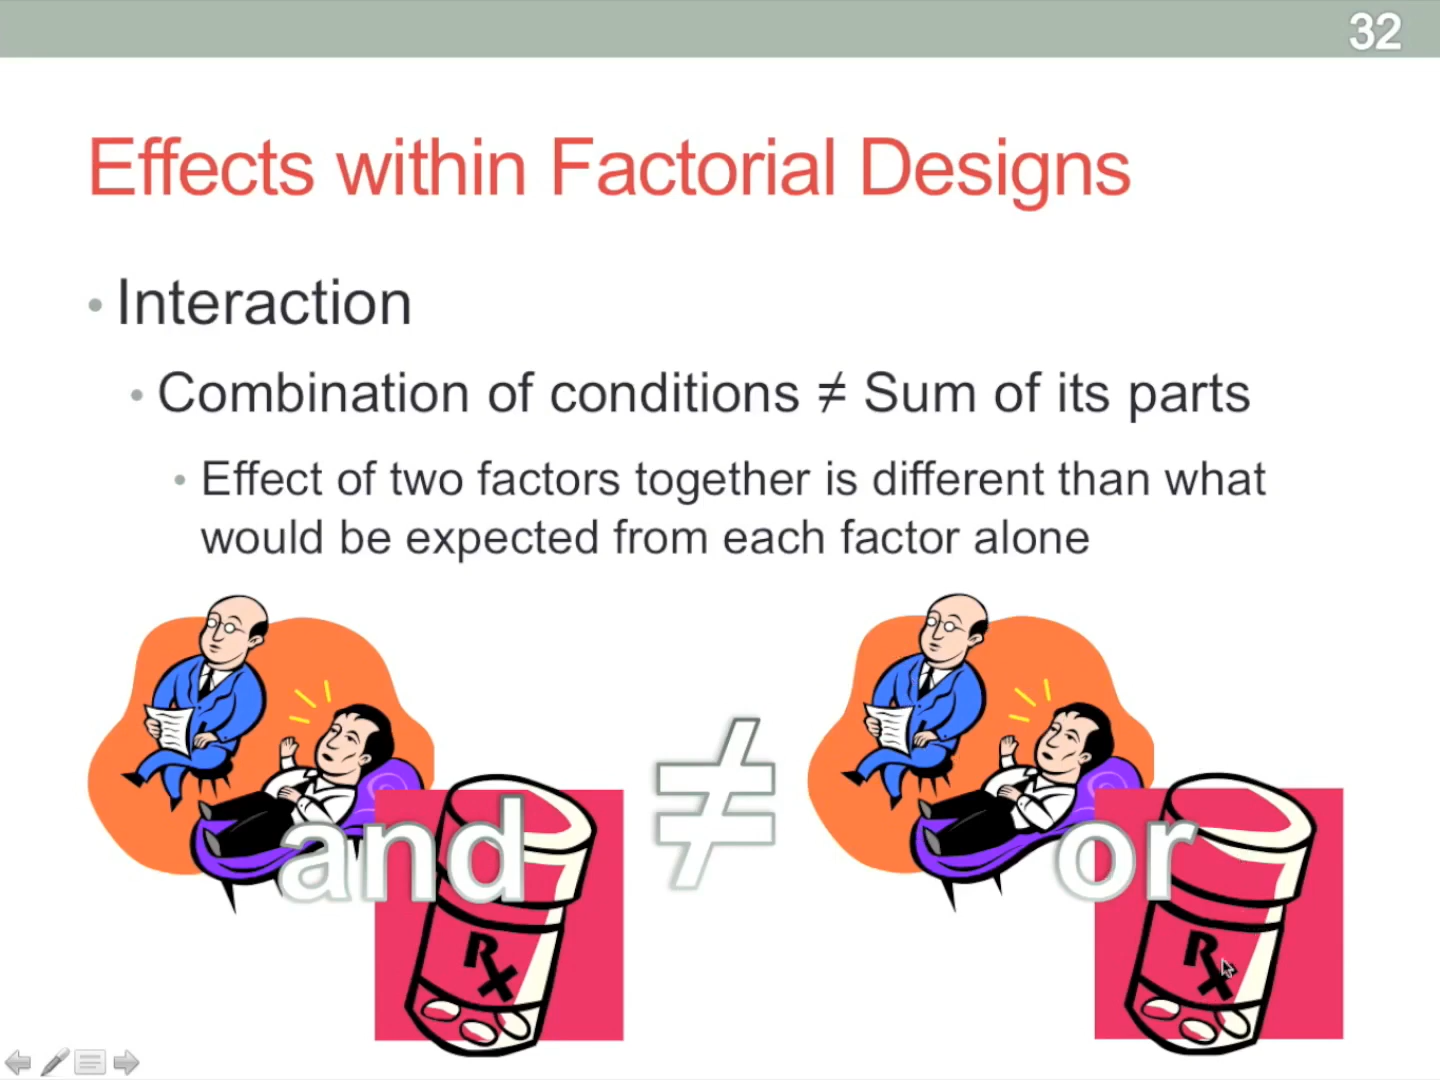 32
Effects within Factorial Designs
• Interaction
• Combination of conditions ≠ Sum of its parts
• Effect of two factors together is different than what
would be expected from each factor alone
and ≠ or
Rx Rx